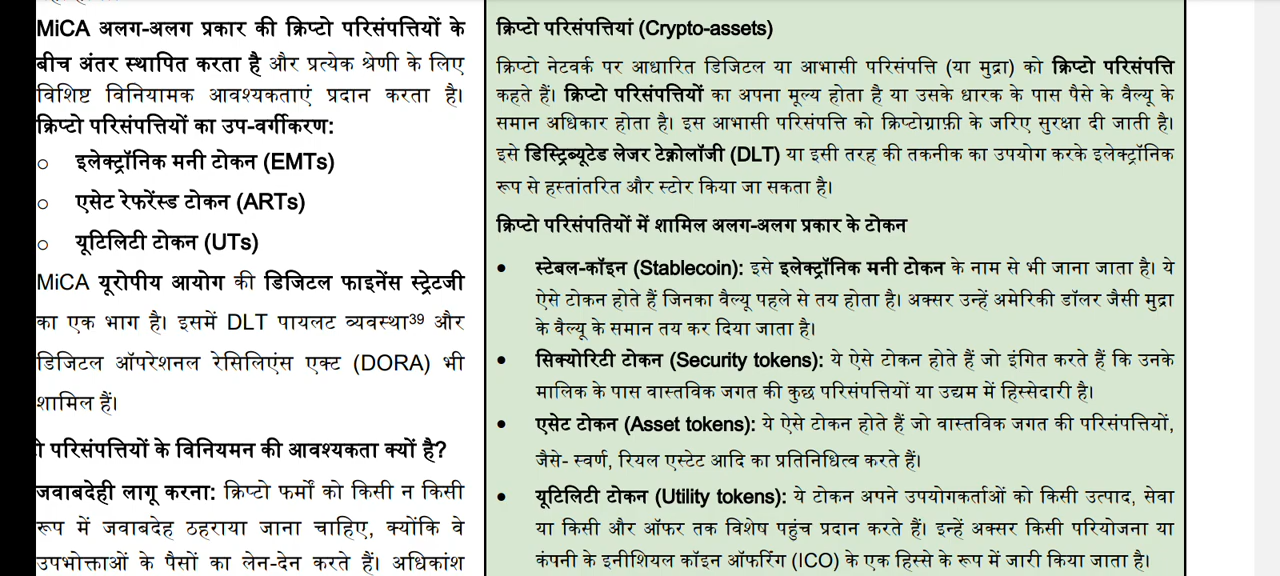 MiCA अलग-अलग प्रकार की क्रिप्टो परिसंपत्तियों के
बीच अंतर स्थापित करता है और प्रत्येक श्रेणी के लिए
विशिष्ट विनियामक आवश्यकताएं प्रदान करता है।
क्रिप्टो परिसंपत्तियों का उप-वर्गीकरण:
o इलेक्ट्रॉनिक मनी टोकन (EMTs)
o एसेट रेफरेंस्ड टोकन (ARTs)
o यूटिलिटी टोकन (UTs)
MiCA यूरोपीय आयोग की डिजिटल फाइनेंस स्ट्रेटजी
का एक भाग है। इसमें DLT पायलट व्यवस्था³⁹ और
डिजिटल ऑपरेशनल रेसिलिएंस एक्ट (DORA) भी
शामिल हैं।
परिसंपत्तियों के विनियमन की आवश्यकता क्यों है?
जवाबदेही लागू करना: क्रिप्टो फर्मों को किसी न किसी
रूप में जवाबदेह ठहराया जाना चाहिए, क्योंकि वे
उपभोक्ताओं के पैसों का लेन-देन करते हैं। अधिकांश
क्रिप्टो परिसंपत्तियां (Crypto-assets)
क्रिप्टो नेटवर्क पर आधारित डिजिटल या आभासी परिसंपत्ति (या मुद्रा) को क्रिप्टो परिसंपत्ति
कहते हैं। क्रिप्टो परिसंपत्तियों का अपना मूल्य होता है या उसके धारक के पास पैसे के वैल्यू के
समान अधिकार होता है। इस आभासी परिसंपत्ति को क्रिप्टोग्राफ़ी के जरिए सुरक्षा दी जाती है।
इसे डिस्ट्रिब्यूटेड लेजर टेक्नोलॉजी (DLT) या इसी तरह की तकनीक का उपयोग करके इलेक्ट्रॉनिक
रूप से हस्तांतरित और स्टोर किया जा सकता है।
क्रिप्टो परिसंपतियों में शामिल अलग-अलग प्रकार के टोकन
• स्टेबल-कॉइन (Stablecoin): इसे इलेक्ट्रॉनिक मनी टोकन के नाम से भी जाना जाता है। ये
ऐसे टोकन होते हैं जिनका वैल्यू पहले से तय होता है। अक्सर उन्हें अमेरिकी डॉलर जैसी मुद्रा
के वैल्यू के समान तय कर दिया जाता है।
• सिक्योरिटी टोकन (Security tokens): ये ऐसे टोकन होते हैं जो इंगित करते हैं कि उनके
मालिक के पास वास्तविक जगत की कुछ परिसंपत्तियों या उद्यम में हिस्सेदारी है।
• एसेट टोकन (Asset tokens): ये ऐसे टोकन होते हैं जो वास्तविक जगत की परिसंपत्तियों,
जैसे- स्वर्ण, रियल एस्टेट आदि का प्रतिनिधित्व करते हैं।
• यूटिलिटी टोकन (Utility tokens): ये टोकन अपने उपयोगकर्ताओं को किसी उत्पाद, सेवा
या किसी और ऑफर तक विशेष पहुंच प्रदान करते हैं। इन्हें अक्सर किसी परियोजना या
कंपनी के इनीशियल कॉइन ऑफरिंग (ICO) के एक हिस्से के रूप में जारी किया जाता है।